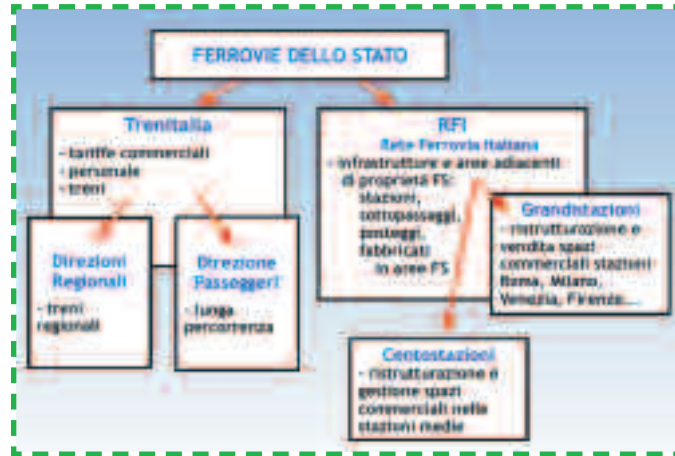 FERROVIE DELLO STATO
Trenitalia
- tariffe commerciali
- personale
- treni
Direzioni
Regionali
- treni
regionali
Direzione
Passeggeri
- lunga
percorrenza
RFI
Rete Ferrovia Italiana
- infrastrutture e aree adiacenti
di proprietà FS:
stazioni,
sottopassaggi,
posteggi,
fabbricati
in aree FS
Grandistazioni
- ristrutturazione e
vendita spazi
commerciali stazioni
Roma, Milano,
Venezia, Firenze...
Centostazioni
- ristrutturazione e
gestione spazi
commerciali nelle
stazioni medie